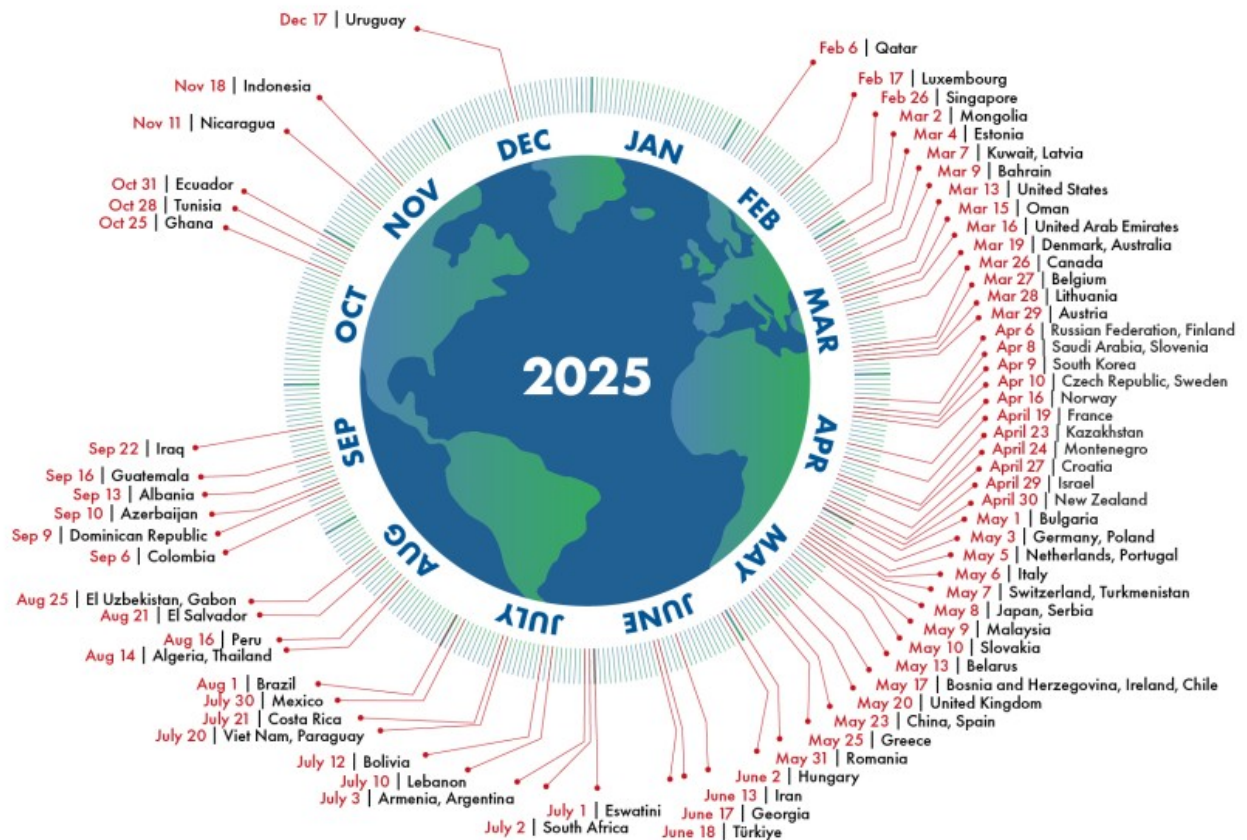 Dec 17 | Uruguay
Nov 18 | Indonesia
Nov 11 | Nicaragua
Oct 31 | Ecuador
Oct 28 | Tunisia
Oct 25 | Ghana
Sep 22 | Iraq
Sep 16 | Guatemala
Sep 13 | Albania
Sep 10 | Azerbaijan
Sep 9 | Dominican Republic
Sep 6 | Colombia
Aug 25 | El Uzbekistan, Gabon
Aug 21 | El Salvador
Aug 16 | Peru
Aug 14 | Algeria, Thailand
Aug 1 | Brazil
July 30 | Mexico
July 21 | Costa Rica
July 20 | Viet Nam, Paraguay
July 12 | Bolivia
July 10 | Lebanon
July 3 | Armenia, Argentina
July 2 | South Africa
July 1 | Eswatini
JAN
FEB
MAR
APR
MAY
JUNE
JULY
AUG
SEP
OCT
NOV
DEC
2025
Feb 6 | Qatar
Feb 17 | Luxembourg
Feb 26 | Singapore
Mar 2 | Mongolia
Mar 4 | Estonia
Mar 7 | Kuwait, Latvia
Mar 9 | Bahrain
Mar 13 | United States
Mar 15 | Oman
Mar 16 | United Arab Emirates
Mar 19 | Denmark, Australia
Mar 26 | Canada
Mar 27 | Belgium
Mar 28 | Lithuania
Mar 29 | Austria
Apr 6 | Russian Federation, Finland
Apr 8 | Saudi Arabia, Slovenia
Apr 9 | South Korea
Apr 10 | Czech Republic, Sweden
Apr 16 | Norway
April 19 | France
April 23 | Kazakhstan
April 24 | Montenegro
April 27 | Croatia
April 29 | Israel
April 30 | New Zealand
May 1 | Bulgaria
May 3 | Germany, Poland
May 5 | Netherlands, Portugal
May 6 | Italy
May 7 | Switzerland, Turkmenistan
May 8 | Japan, Serbia
May 9 | Malaysia
May 10 | Slovakia
May 13 | Belarus
May 17 | Bosnia and Herzegovina, Ireland, Chile
May 20 | United Kingdom
May 23 | China, Spain
May 25 | Greece
May 31 | Romania
June 2 | Hungary
June 13 | Iran
June 17 | Georgia
June 18 | Türkiye